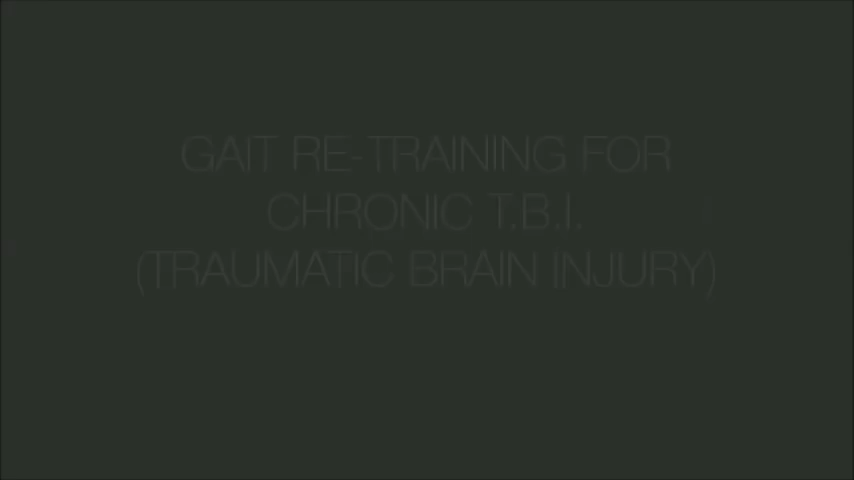 GAIT RE-TRAINING FOR
CHRONIC T.B.I.
(TRAUMATIC BRAIN INJURY)